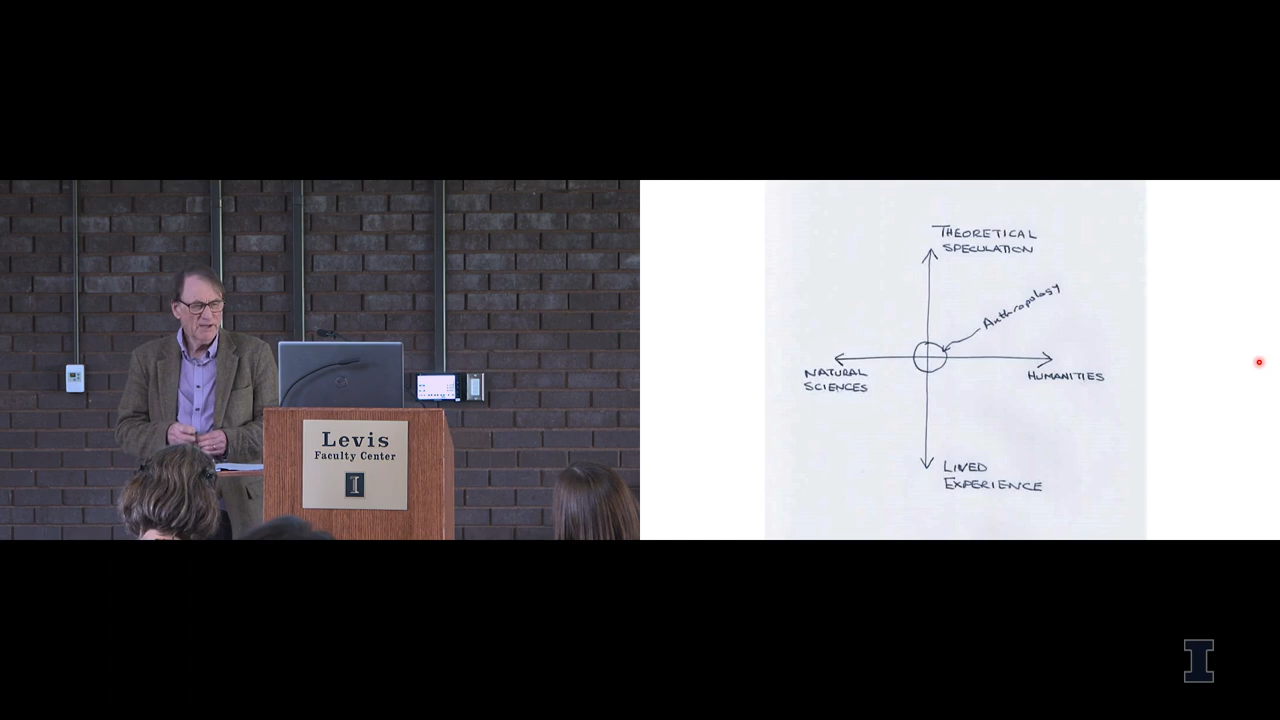 Levis
Faculty Center
I
THEORETICAL
SPECULATION
Anthropology
NATURAL
SCIENCES
HUMANITIES
LIVED
EXPERIENCE
I